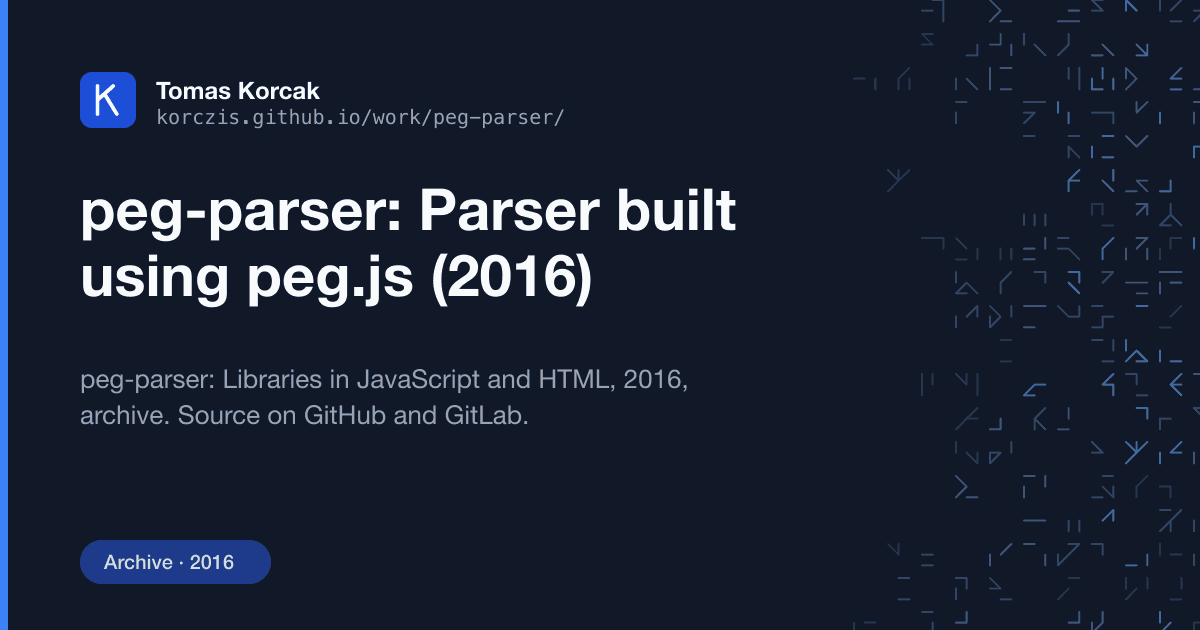 K
Tomas Korcak
korczis.github.io/work/peg-parser/
peg-parser: Parser built
using peg.js (2016)
peg-parser: Libraries in JavaScript and HTML, 2016,
archive. Source on GitHub and GitLab.
Archive · 2016